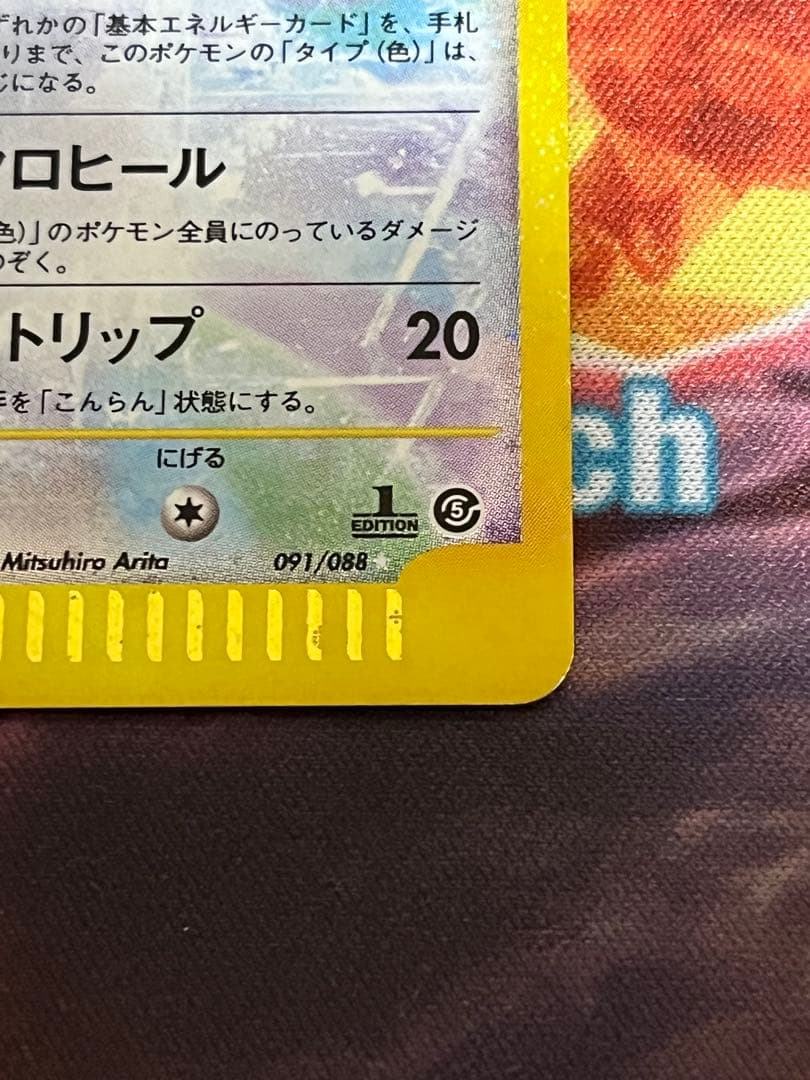 ずれかの「基本エネルギーカード」を、手札
りまで、このポケモンの「タイプ(色)」は、
じになる。
クロヒール
色)」のポケモン全員にのっているダメージ
のぞく。
トリップ 20
手を「こんらん」状態にする。
にげる
1
EDITION 5
Mitsuhiro Arita 091/088
ch